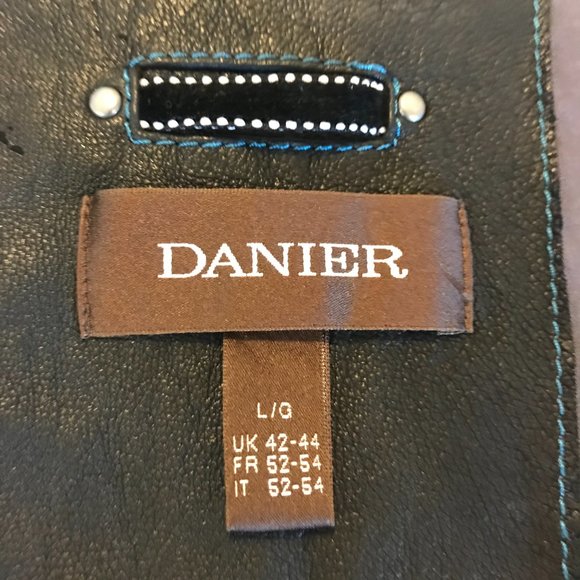 DANIER
L/G
UK 42-44
FR 52-54
IT 52-54